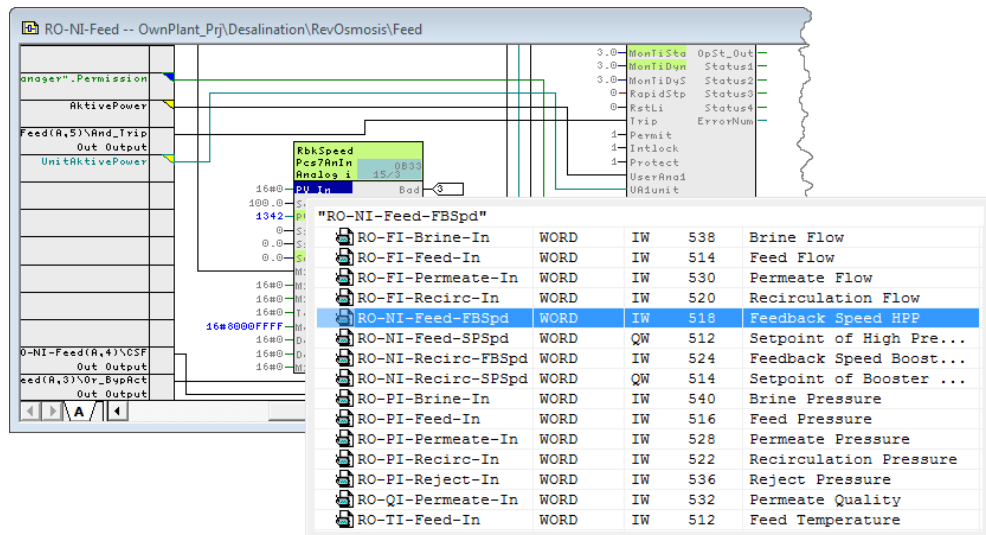 RO-NI-Feed -- OwnPlant_Prj\Desalination\RevOsmosis\Feed
anager".Permission
AktivePower
Feed(A,5)\And_Trip
Out Output
UnitAktivePower
0-NI-Feed(A,4)\CSF
Out Output
eed(A,3)\Or_BypAct
Out Output
A
RbkSpeed
Pcs7AnIn
Analog i
OB33
15/3
16#0 PV_In Bad 3
100.0
1342
0
0.0
0.0
16#0
16#0
16#0
16#8000FFFF
16#0
16#0
16#0
3.0 MonTiSta OpSt_Out
3.0 MonTiDyn Status1
3.0 MonTiDyS Status2
0 RapidStp Status3
0 RstLi Status4
Trip ErrorNum
1 Permit
1 Intlock
1 Protect
UserAna1
UA1unit
"RO-NI-Feed-FBSpd"
RO-FI-Brine-In WORD IW 538 Brine Flow
RO-FI-Feed-In WORD IW 514 Feed Flow
RO-FI-Permeate-In WORD IW 530 Permeate Flow
RO-FI-Recirc-In WORD IW 520 Recirculation Flow
RO-NI-Feed-FBSpd WORD IW 518 Feedback Speed HPP
RO-NI-Feed-SPSpd WORD QW 512 Setpoint of High Pre...
RO-NI-Recirc-FBSpd WORD IW 524 Feedback Speed Boost...
RO-NI-Recirc-SPSpd WORD QW 514 Setpoint of Booster ...
RO-PI-Brine-In WORD IW 540 Brine Pressure
RO-PI-Feed-In WORD IW 516 Feed Pressure
RO-PI-Permeate-In WORD IW 528 Permeate Pressure
RO-PI-Recirc-In WORD IW 522 Recirculation Pressure
RO-PI-Reject-In WORD IW 536 Reject Pressure
RO-QI-Permeate-In WORD IW 532 Permeate Quality
RO-TI-Feed-In WORD IW 512 Feed Temperature